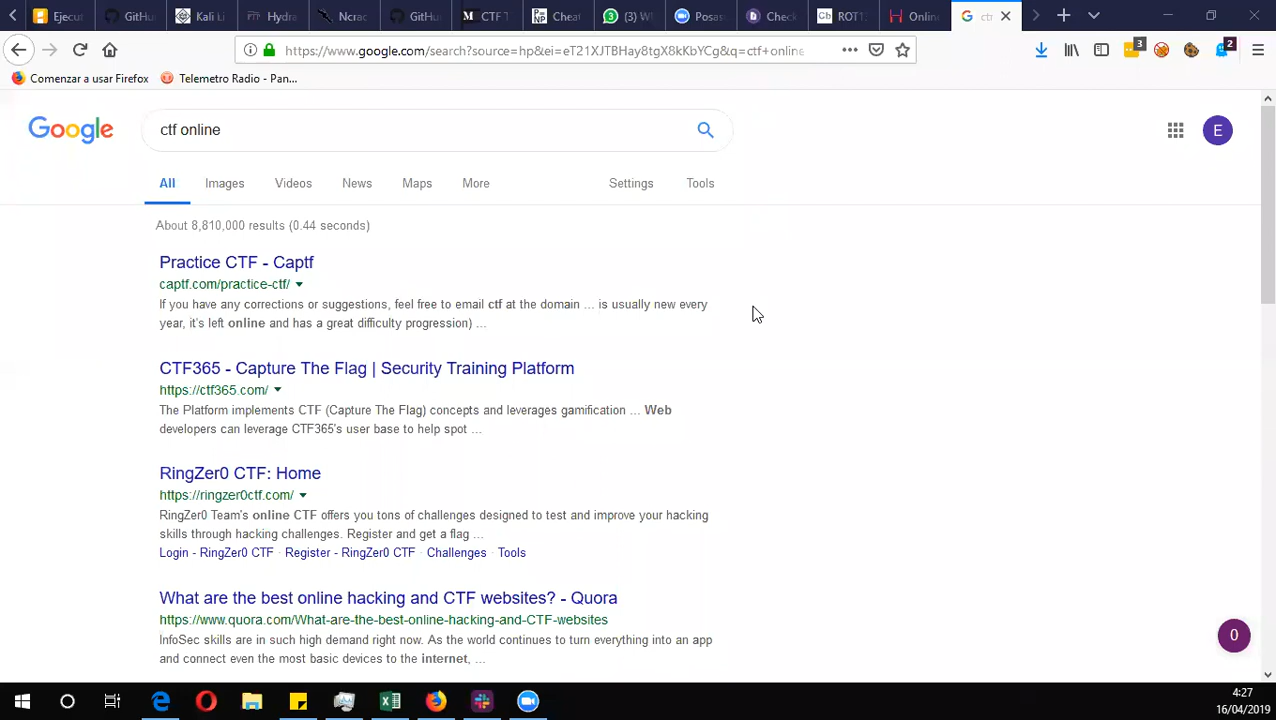 Ejecut
GitHu
Kali Li
Hydra
Ncrac
GitHu
CTF T
Cheat
(3) W
Posas
Check
ROT1
Online
ctr
https://www.google.com/search?source=hp&ei=eT21XJTBHay8tgX8kKbYCg&q=ctf+online
3
2
Comenzar a usar Firefox
Telemetro Radio - Pan...
Google
ctf online
E
All Images Videos News Maps More Settings Tools
About 8,810,000 results (0.44 seconds)
Practice CTF - Captf
captf.com/practice-ctf/
If you have any corrections or suggestions, feel free to email ctf at the domain ... is usually new every
year, it's left online and has a great difficulty progression) ...
CTF365 - Capture The Flag | Security Training Platform
https://ctf365.com/
The Platform implements CTF (Capture The Flag) concepts and leverages gamification ... Web
developers can leverage CTF365's user base to help spot ...
RingZer0 CTF: Home
https://ringzer0ctf.com/
RingZer0 Team's online CTF offers you tons of challenges designed to test and improve your hacking
skills through hacking challenges. Register and get a flag ...
Login - RingZer0 CTF · Register - RingZer0 CTF · Challenges · Tools
What are the best online hacking and CTF websites? - Quora
https://www.quora.com/What-are-the-best-online-hacking-and-CTF-websites
InfoSec skills are in such high demand right now. As the world continues to turn everything into an app
and connect even the most basic devices to the internet, ...
0
4:27
16/04/2019